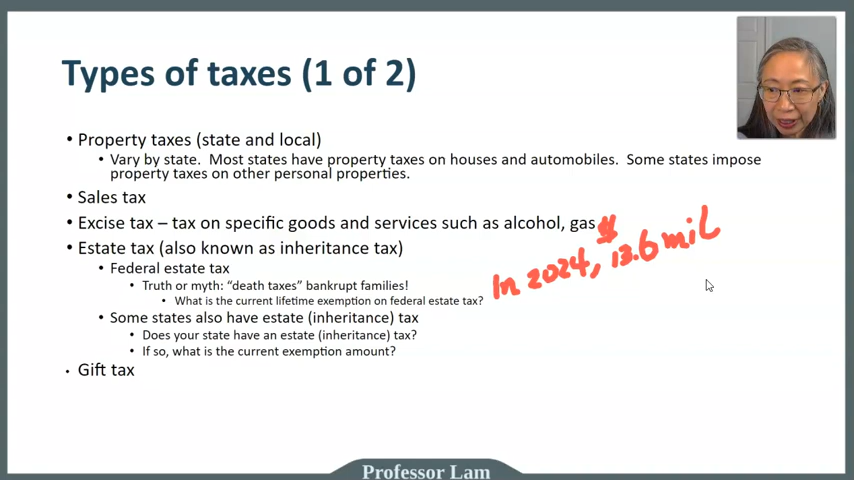 Types of taxes (1 of 2)
• Property taxes (state and local)
• Vary by state. Most states have property taxes on houses and automobiles. Some states impose
property taxes on other personal properties.
• Sales tax
• Excise tax – tax on specific goods and services such as alcohol, gas
• Estate tax (also known as inheritance tax)
• Federal estate tax
• Truth or myth: “death taxes” bankrupt families!
• What is the current lifetime exemption on federal estate tax?
In 2024, $13.6 mil
• Some states also have estate (inheritance) tax
• Does your state have an estate (inheritance) tax?
• If so, what is the current exemption amount?
• Gift tax
Professor Lam